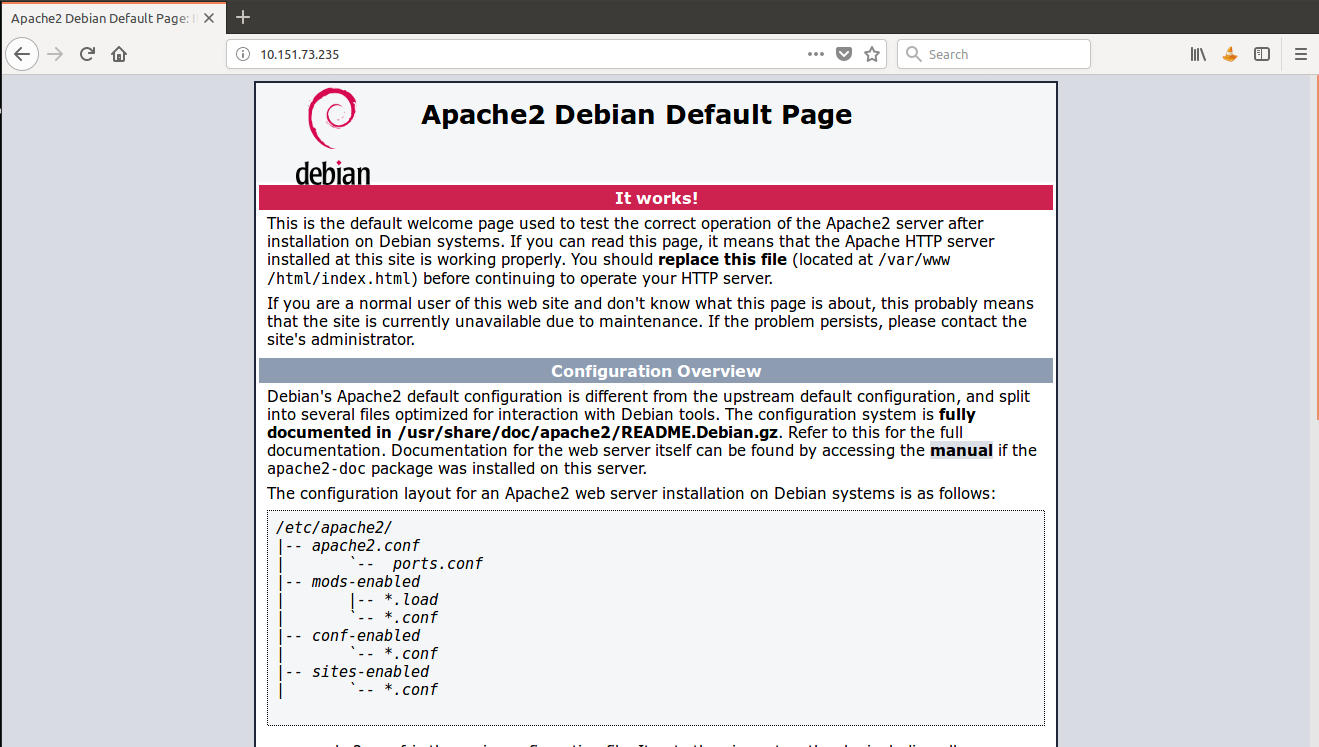 Apache2 Debian Default Page:
10.151.73.235
Search
debian
Apache2 Debian Default Page
It works!
This is the default welcome page used to test the correct operation of the Apache2 server after
installation on Debian systems. If you can read this page, it means that the Apache HTTP server
installed at this site is working properly. You should replace this file (located at /var/www
/html/index.html) before continuing to operate your HTTP server.
If you are a normal user of this web site and don't know what this page is about, this probably means
that the site is currently unavailable due to maintenance. If the problem persists, please contact the
site's administrator.
Configuration Overview
Debian's Apache2 default configuration is different from the upstream default configuration, and split
into several files optimized for interaction with Debian tools. The configuration system is fully
documented in /usr/share/doc/apache2/README.Debian.gz. Refer to this for the full
documentation. Documentation for the web server itself can be found by accessing the manual if the
apache2-doc package was installed on this server.
The configuration layout for an Apache2 web server installation on Debian systems is as follows:
/etc/apache2/
|-- apache2.conf
|       `--  ports.conf
|-- mods-enabled
|       |-- *.load
|       `-- *.conf
|-- conf-enabled
|       `-- *.conf
|-- sites-enabled
|       `-- *.conf